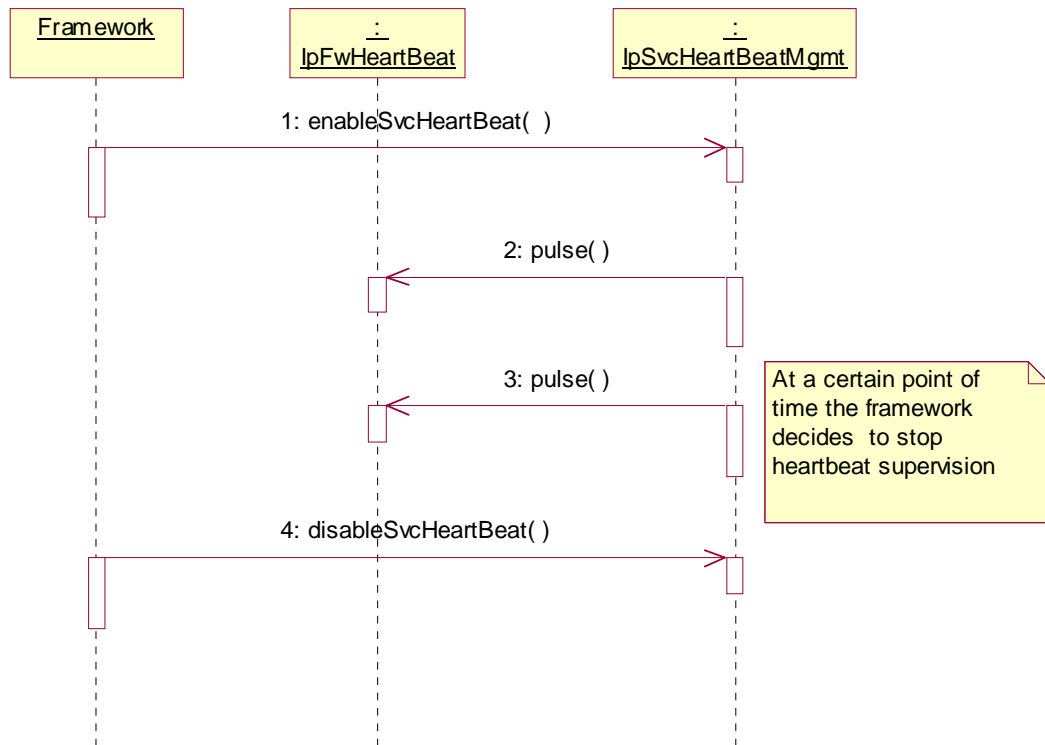 Framework
:
IpFwHeartBeat
:
IpSvcHeartBeatMgmt
1: enableSvcHeartBeat( )
2: pulse( )
3: pulse( )
At a certain point of
time the framework
decides to stop
heartbeat supervision
4: disableSvcHeartBeat( )